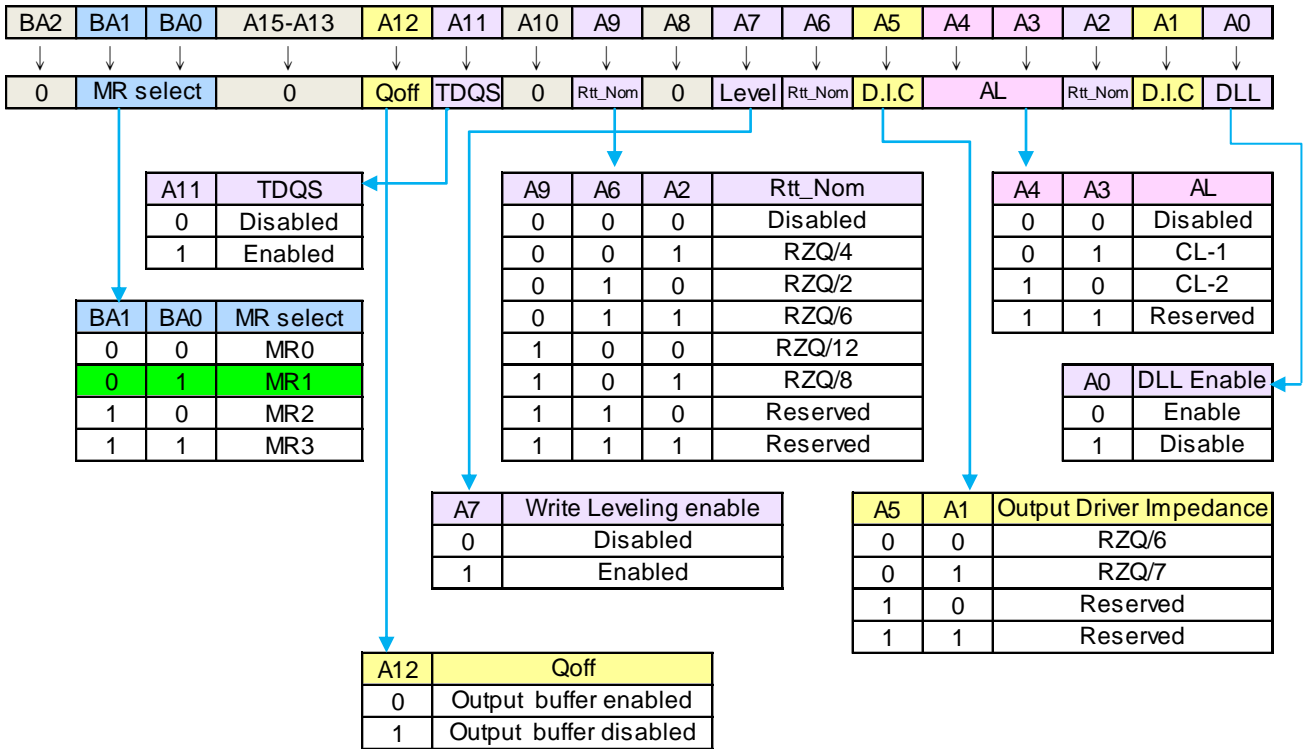 BA2 BA1 BA0 A15-A13 A12 A11 A10 A9 A8 A7 A6 A5 A4 A3 A2 A1 A0
0 MR select 0 Qoff TDQS 0 Rtt_Nom 0 Level Rtt_Nom D.I.C AL Rtt_Nom D.I.C DLL
A11 TDQS
0 Disabled
1 Enabled
A9 A6 A2 Rtt_Nom
0 0 0 Disabled
0 0 1 RZQ/4
0 1 0 RZQ/2
0 1 1 RZQ/6
1 0 0 RZQ/12
1 0 1 RZQ/8
1 1 0 Reserved
1 1 1 Reserved
A4 A3 AL
0 0 Disabled
0 1 CL-1
1 0 CL-2
1 1 Reserved
BA1 BA0 MR select
0 0 MR0
0 1 MR1
1 0 MR2
1 1 MR3
A0 DLL Enable
0 Enable
1 Disable
A7 Write Leveling enable
0 Disabled
1 Enabled
A5 A1 Output Driver Impedance
0 0 RZQ/6
0 1 RZQ/7
1 0 Reserved
1 1 Reserved
A12 Qoff
0 Output buffer enabled
1 Output buffer disabled